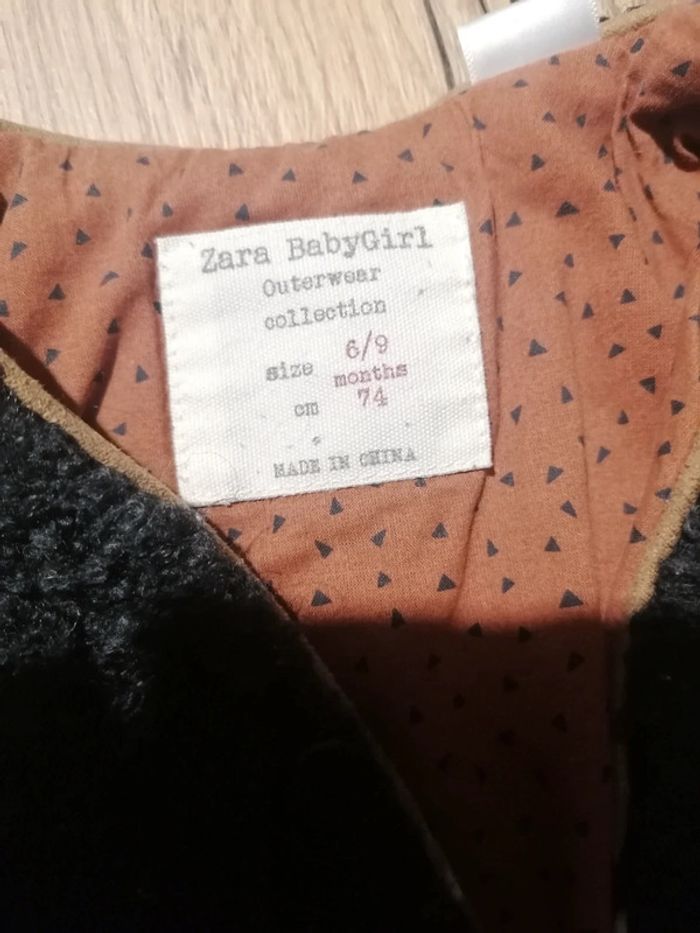 Zara BabyGirl
Outerwear
collection
size 6/9
months
cm 74
MADE IN CHINA